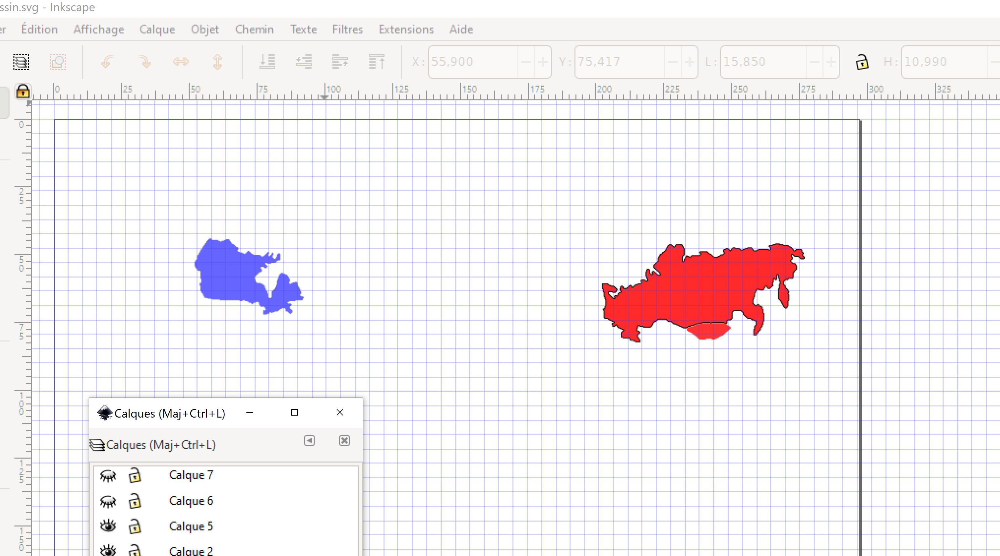 ssin.svg - Inkscape
er Édition Affichage Calque Objet Chemin Texte Filtres Extensions Aide
X: 55,900 Y: 75,417 L: 15,850 H: 10,990
0 25 50 75 100 125 150 175 200 225 250 275 300 325
0
25
50
75
100
125
150
Calques (Maj+Ctrl+L)
Calques (Maj+Ctrl+L)
Calque 7
Calque 6
Calque 5
Calque 2